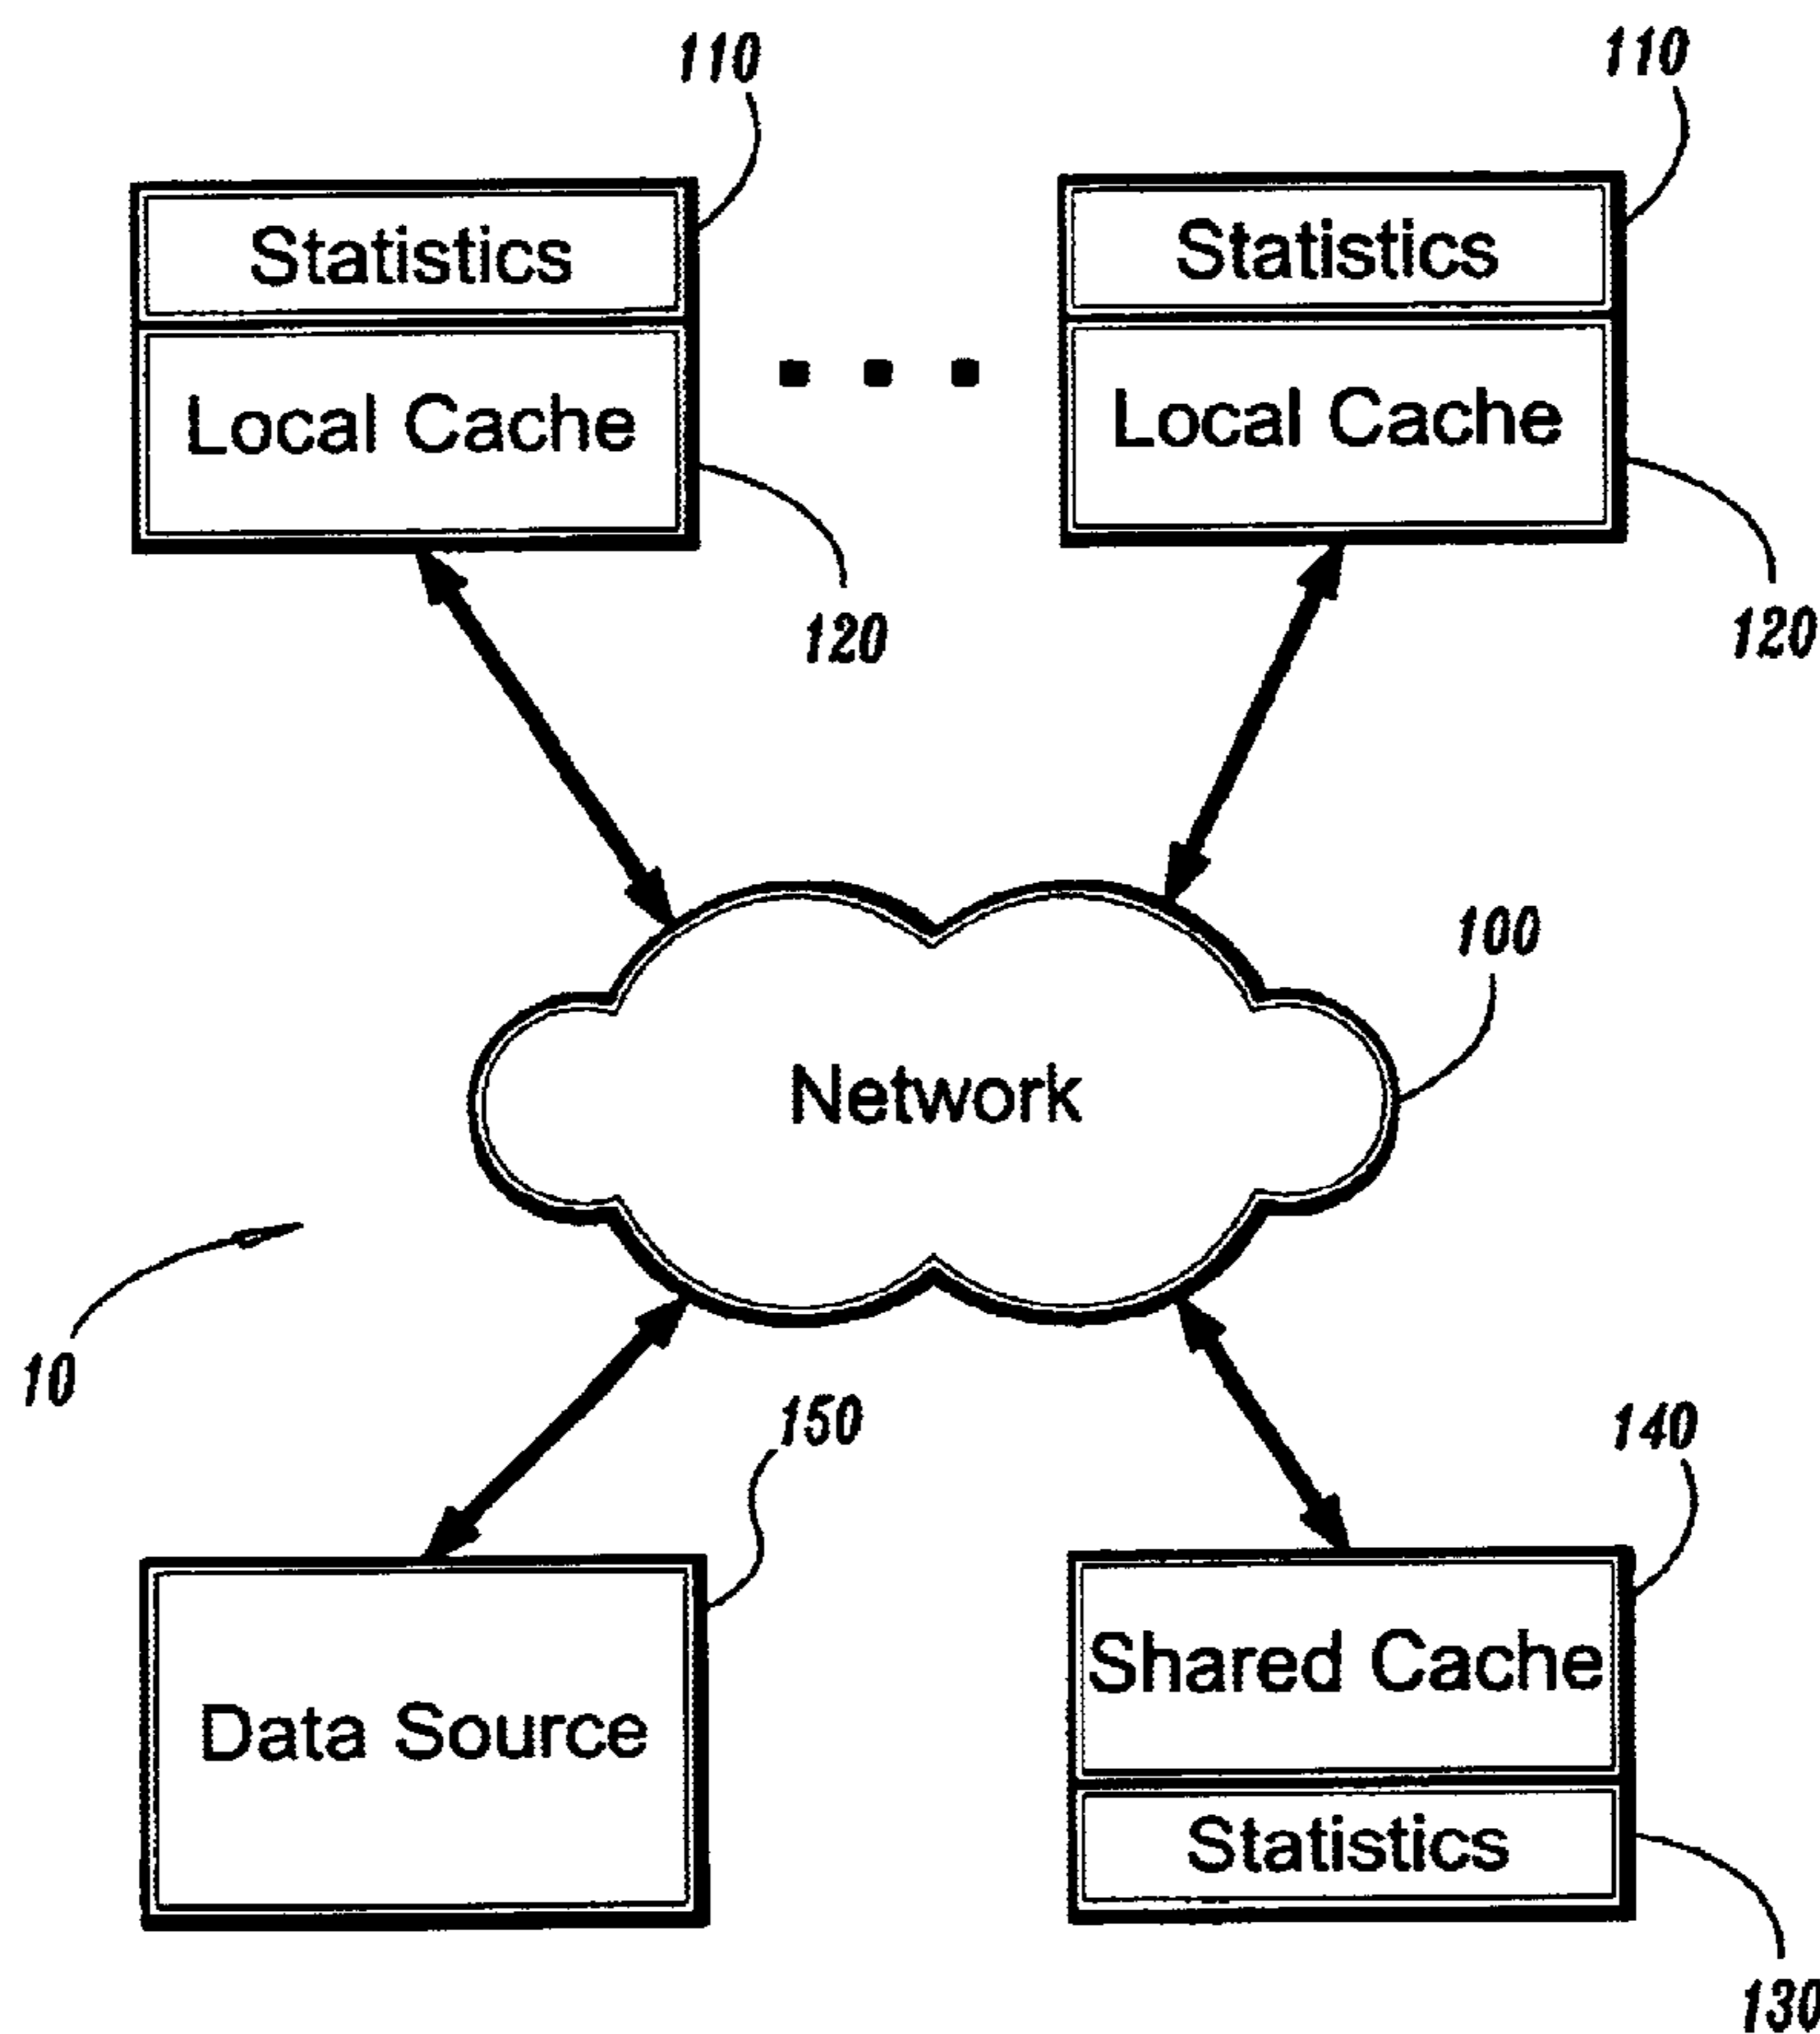 110
110
Statistics
Statistics
Local Cache
Local Cache
120
120
100
Network
10
150
140
Shared Cache
Data Source
Statistics
130